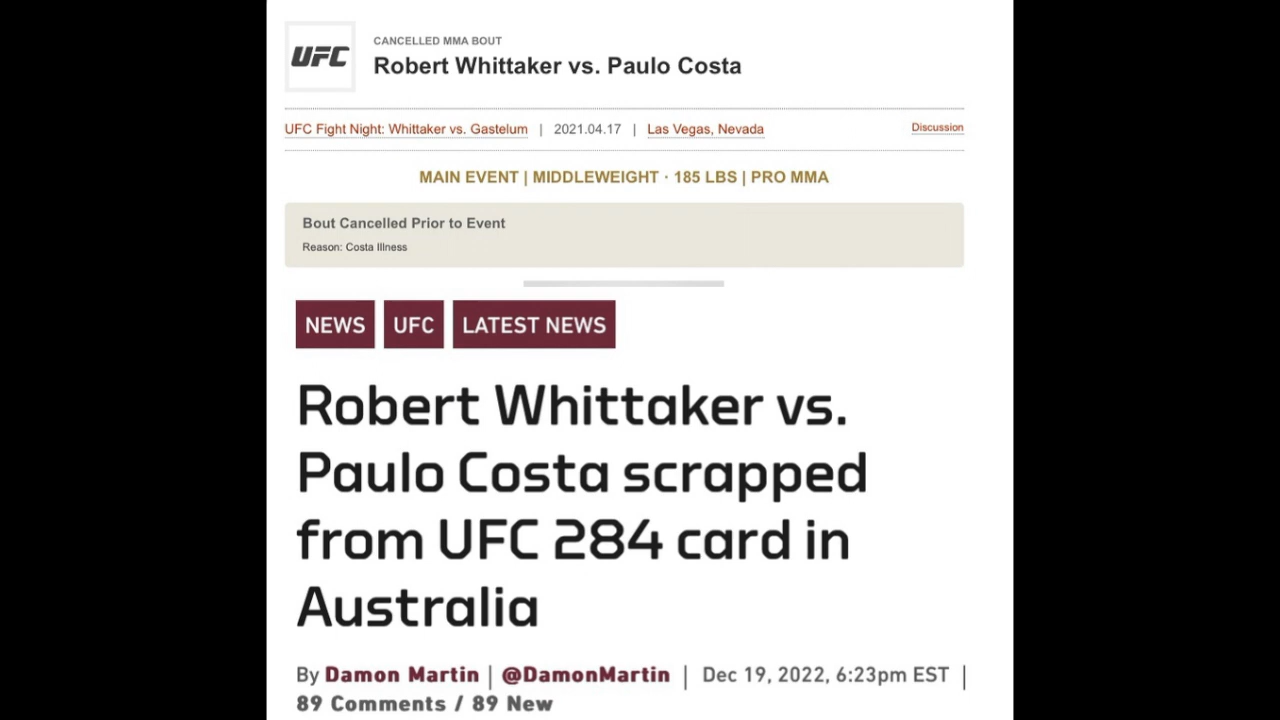 UFC
CANCELLED MMA BOUT
Robert Whittaker vs. Paulo Costa
UFC Fight Night: Whittaker vs. Gastelum | 2021.04.17 | Las Vegas, Nevada Discussion
MAIN EVENT | MIDDLEWEIGHT · 185 LBS | PRO MMA
Bout Cancelled Prior to Event
Reason: Costa Illness
NEWS UFC LATEST NEWS
Robert Whittaker vs.
Paulo Costa scrapped
from UFC 284 card in
Australia
By Damon Martin | @DamonMartin | Dec 19, 2022, 6:23pm EST |
89 Comments / 89 New